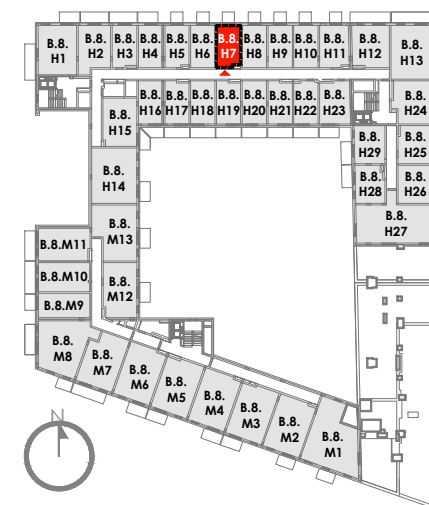 B.8.
H1
B.8.
H2
B.8.
H3
B.8.
H4
B.8.
H5
B.8.
H6
B.8.
H7
B.8.
H8
B.8.
H9
B.8.
H10
B.8.
H11
B.8.
H12
B.8.
H13
B.8.
H15
B.8.
H16
B.8.
H17
B.8.
H18
B.8.
H19
B.8.
H20
B.8.
H21
B.8.
H22
B.8.
H23
B.8.
H24
B.8.
H29
B.8.
H25
B.8.
H14
B.8.
H28
B.8.
H26
B.8.
M13
B.8.
H27
B.8.M11
B.8.M10
B.8.
M12
B.8.M9
B.8.
M8
B.8.
M7
B.8.
M6
B.8.
M5
B.8.
M4
B.8.
M3
B.8.
M2
B.8.
M1
N